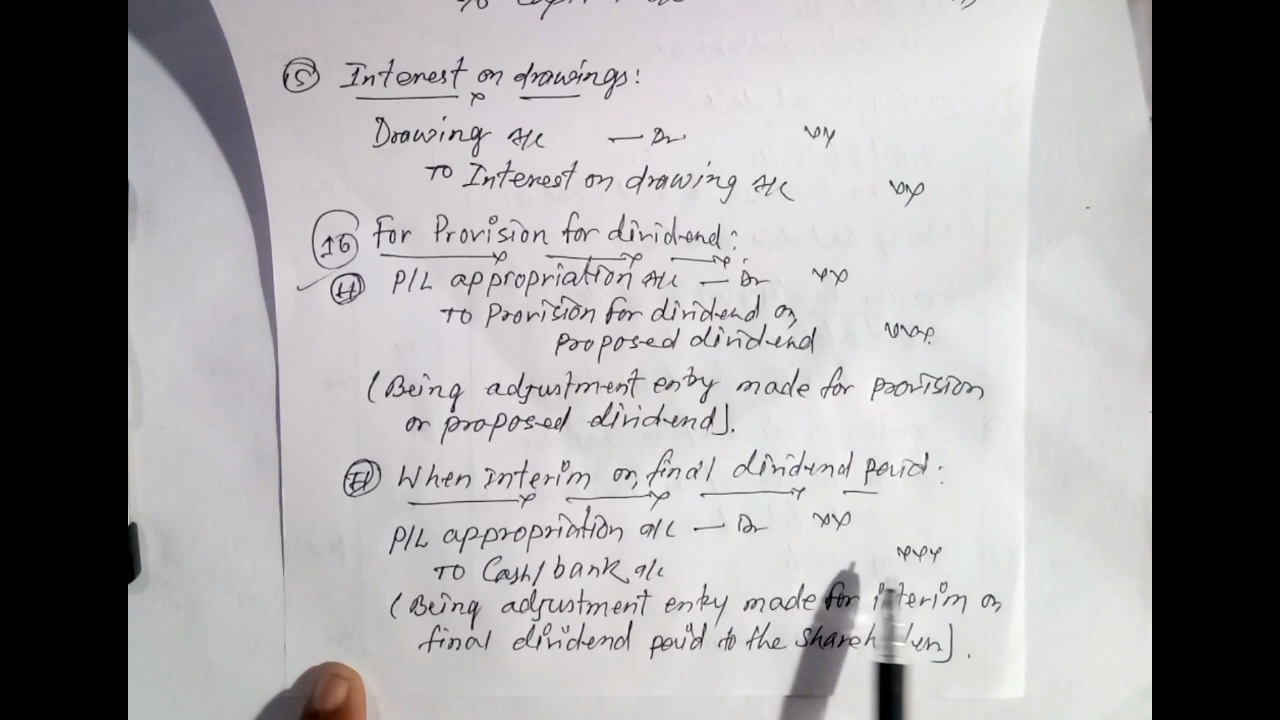 15 Interest on drawings:
Drawing A/c — Dr xx
To Interest on drawing A/c xx
16 For Provision for dividend:
I P/L appropriation A/c — Dr xx
To Provision for dividend or
proposed dividend xxx
(Being adjustment entry made for provision
or proposed dividend).
II When interim or final dividend paid:
P/L appropriation a/c — Dr xx
To Cash/bank a/c xxx
(Being adjustment entry made for interim or
final dividend paid to the